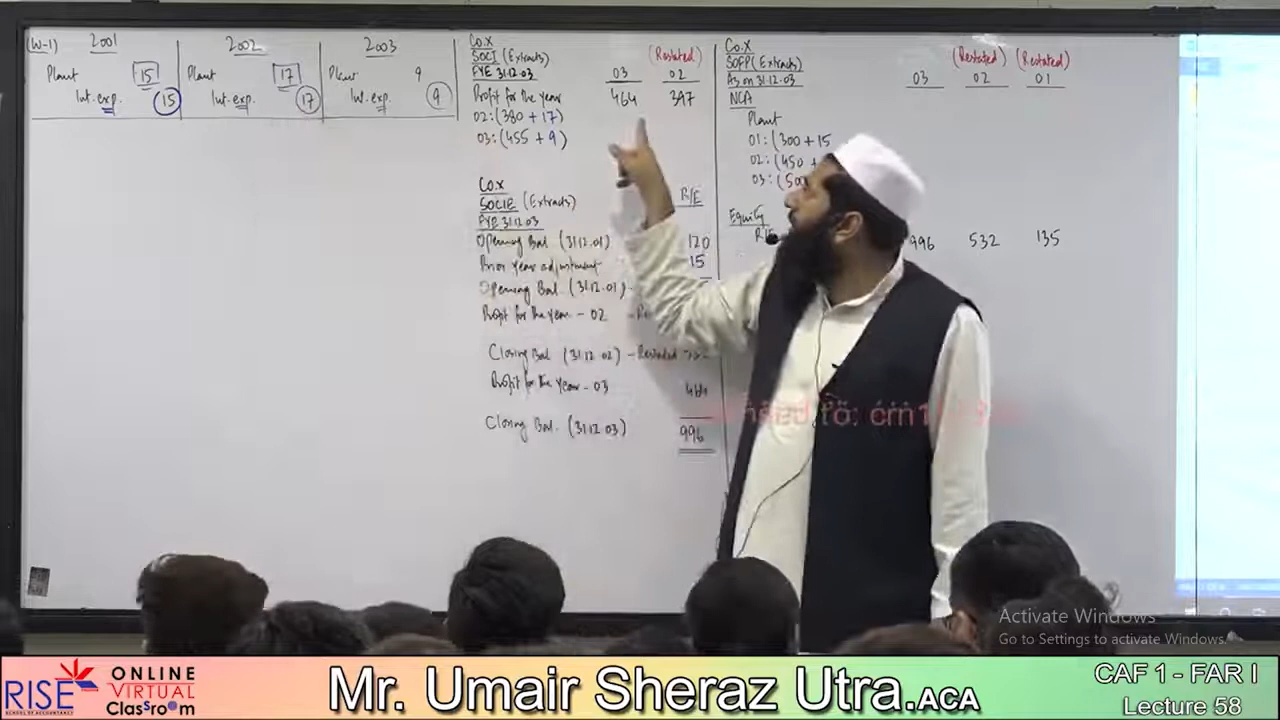 (W-1) 2001
Plant 15
Int. exp. 15
2002
Plant 17
Int. exp. 17
2003
Plant 9
Int. exp. 9
Co.X
SOCI (Extracts)
FYE 31.12.03
03 (Restated) 02
Profit for the year 464 397
02: (380 + 17)
03: (455 + 9)
Co.X
SOCIE (Extracts)
FYE 31.12.03
R/E
Opening Bal (31.12.01) 120
Prior Year adjustment 15
Opening Bal. (31.12.01) -
Profit for the year - 02
Closing Bal (31.12.02) - Restated
Profit for the year - 03 464
Closing Bal. (31.12.03) 996
Co.X
SOFP (Extracts)
As on 31.12.03
03 (Restated) 02 (Restated) 01
NCA
Plant
01: (300 + 15
02: (450 +
03: (50
Equity
R/E 996 532 135
Activate Windows
Go to Settings to activate Windows.
RISE
SCHOOL OF ACCOUNTANCY
ONLINE
VIRTUAL
Classroom
Mr. Umair Sheraz Utra.ACA
CAF 1 - FAR I
Lecture 58